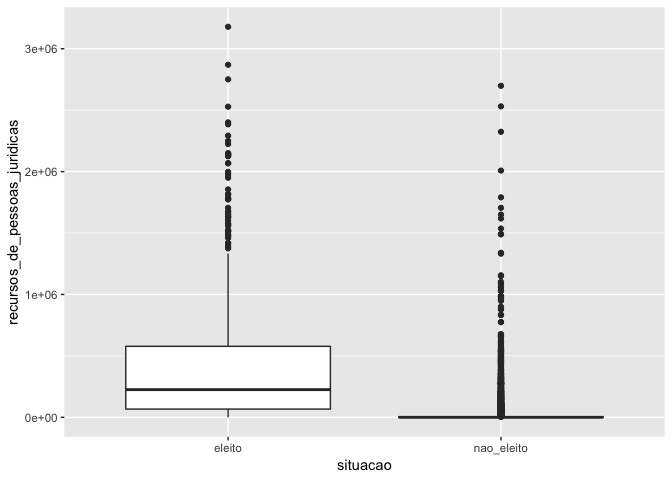 3e+06
2e+06
1e+06
0e+00
recursos_de_pessoas_juridicas
eleito
nao_eleito
situacao